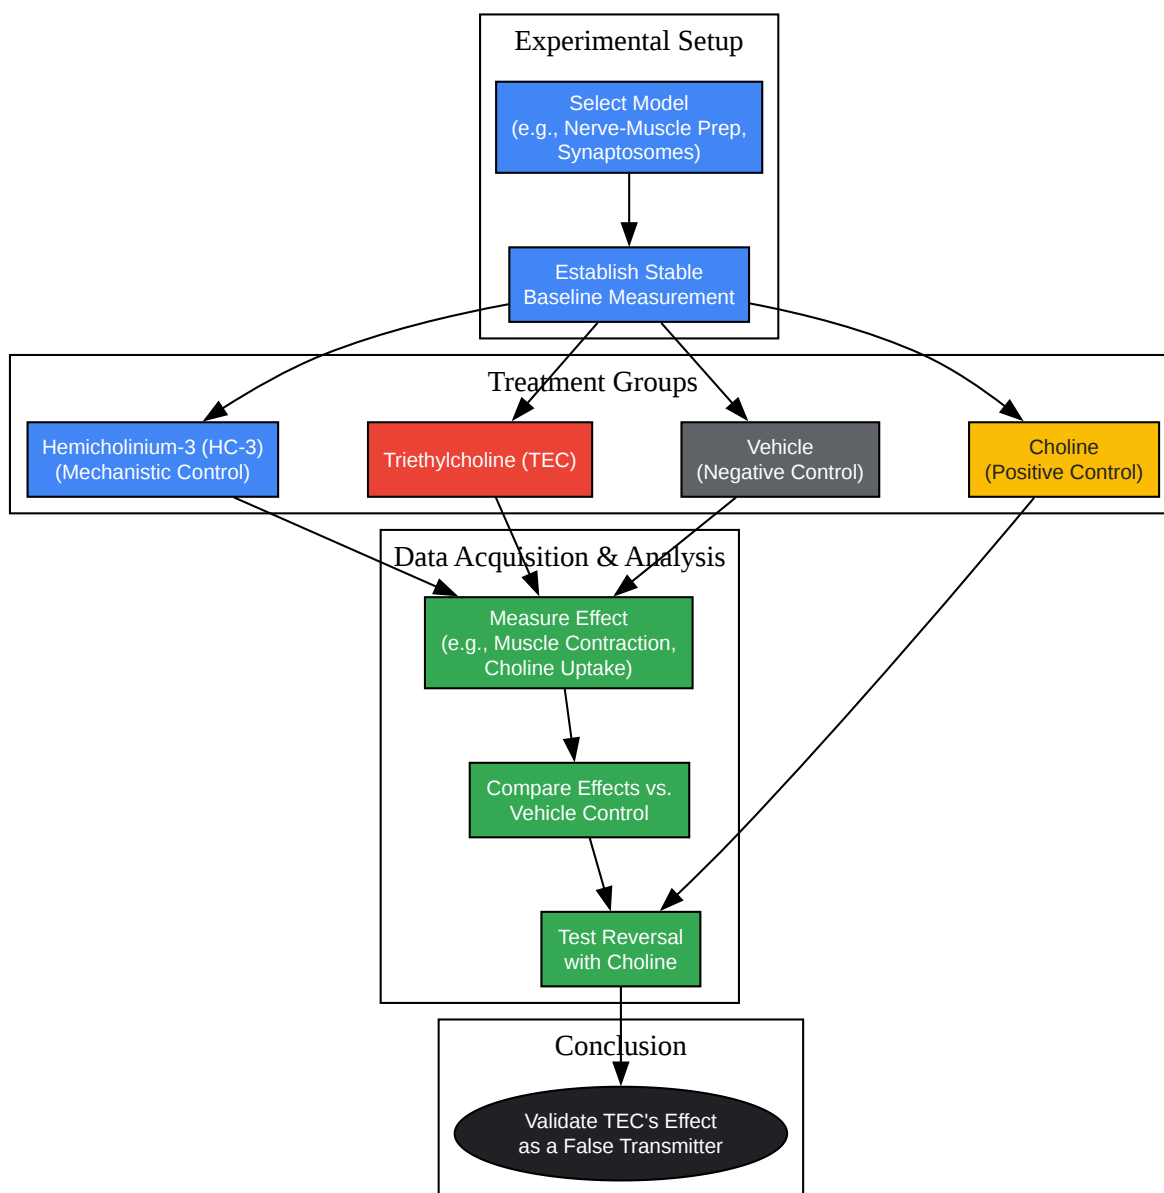 Experimental Setup
Select Model
(e.g., Nerve-Muscle Prep,
Synaptosomes)
Establish Stable
Baseline Measurement
Treatment Groups
Hemicholinium-3 (HC-3)
(Mechanistic Control)
Triethylcholine (TEC)
Vehicle
(Negative Control)
Choline
(Positive Control)
Data Acquisition & Analysis
Measure Effect
(e.g., Muscle Contraction,
Choline Uptake)
Compare Effects vs.
Vehicle Control
Test Reversal
with Choline
Conclusion
Validate TEC's Effect
as a False Transmitter